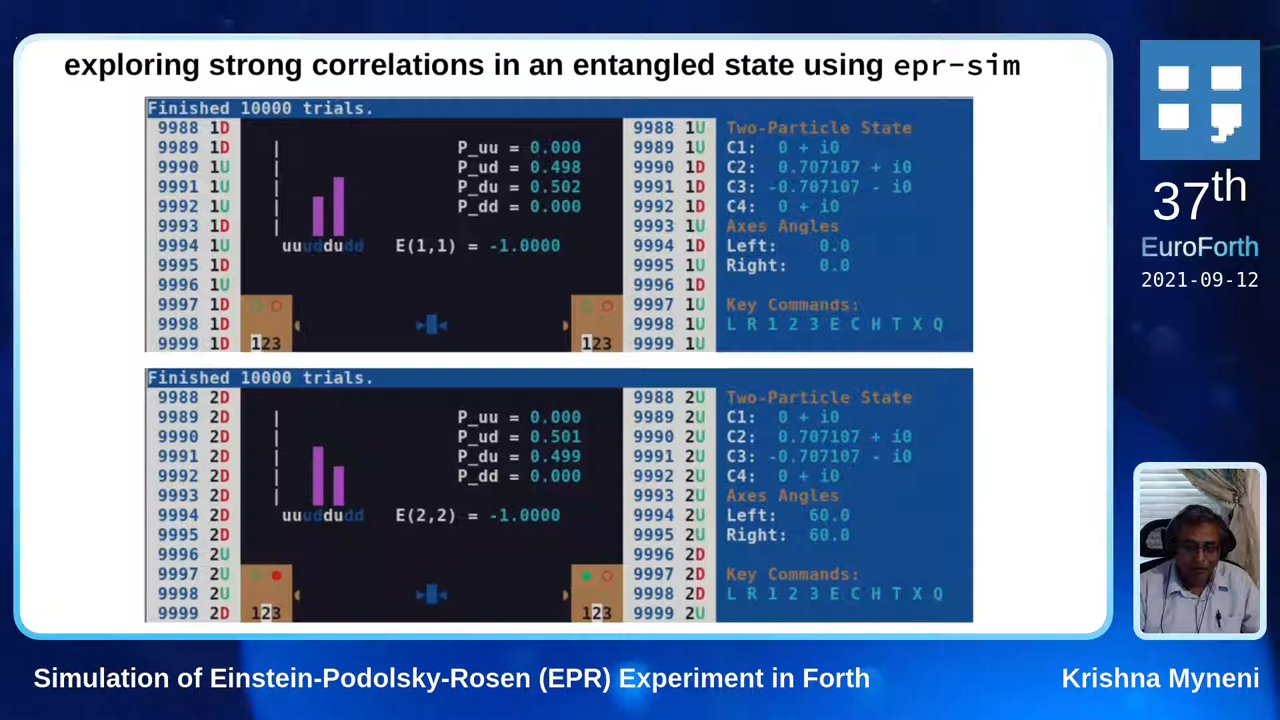 exploring strong correlations in an entangled state using epr-sim
Finished 10000 trials.
9988 1D
9989 1D
9990 1U
9991 1U
9992 1U
9993 1D
9994 1U
9995 1D
9996 1U
9997 1D
9998 1D
9999 1D
P_uu = 0.000
P_ud = 0.498
P_du = 0.502
P_dd = 0.000
uuuddudd E(1,1) = -1.0000
123
123
9988 1U
9989 1U
9990 1D
9991 1D
9992 1D
9993 1U
9994 1D
9995 1U
9996 1D
9997 1U
9998 1U
9999 1U
Two-Particle State
C1: 0 + i0
C2: 0.707107 + i0
C3: -0.707107 - i0
C4: 0 + i0
Axes Angles
Left: 0.0
Right: 0.0
Key Commands:
L R 1 2 3 E C H T X Q
Finished 10000 trials.
9988 2D
9989 2D
9990 2D
9991 2D
9992 2D
9993 2D
9994 2D
9995 2D
9996 2U
9997 2U
9998 2U
9999 2D
P_uu = 0.000
P_ud = 0.501
P_du = 0.499
P_dd = 0.000
uuuddudd E(2,2) = -1.0000
123
123
9988 2U
9989 2U
9990 2U
9991 2U
9992 2U
9993 2U
9994 2U
9995 2U
9996 2D
9997 2D
9998 2D
9999 2U
Two-Particle State
C1: 0 + i0
C2: 0.707107 + i0
C3: -0.707107 - i0
C4: 0 + i0
Axes Angles
Left: 60.0
Right: 60.0
Key Commands:
L R 1 2 3 E C H T X Q
37th
EuroForth
2021-09-12
Simulation of Einstein-Podolsky-Rosen (EPR) Experiment in Forth
Krishna Myneni